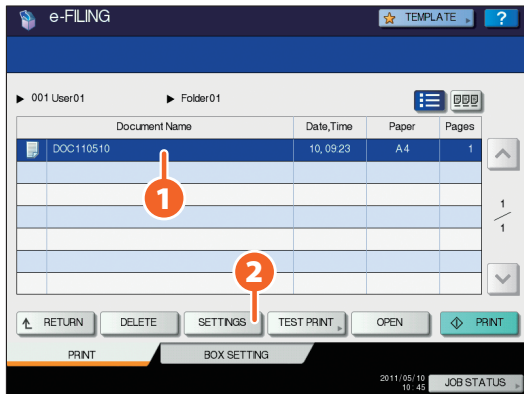 e-FILING
TEMPLATE
?
001 User01 Folder01
Document Name Date,Time Paper Pages
DOC110510 10, 09:23 A4 1
1
1
1
2
RETURN DELETE SETTINGS TEST PRINT OPEN PRINT
PRINT BOX SETTING
2011/05/10
10:45
JOB STATUS